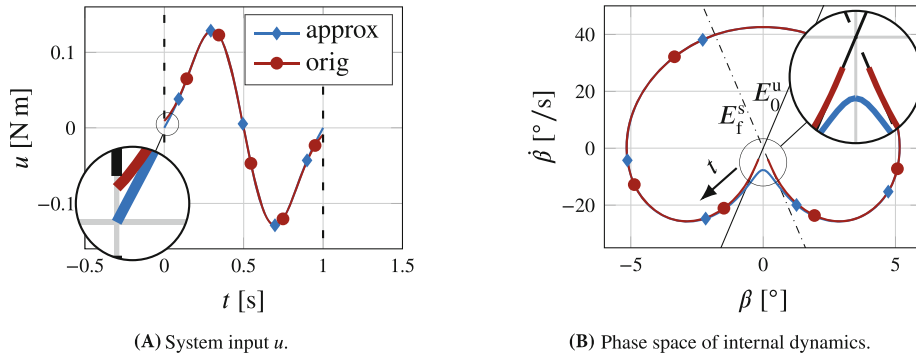 approx
orig
0.1
0
−0.1
u [N m]
−0.5
0
0.5
1
1.5
t [s]
(A) System input u.
40
20
0
−20
β̇ [°/s]
E_0^u
E_f^s
t
−5
0
5
β [°]
(B) Phase space of internal dynamics.